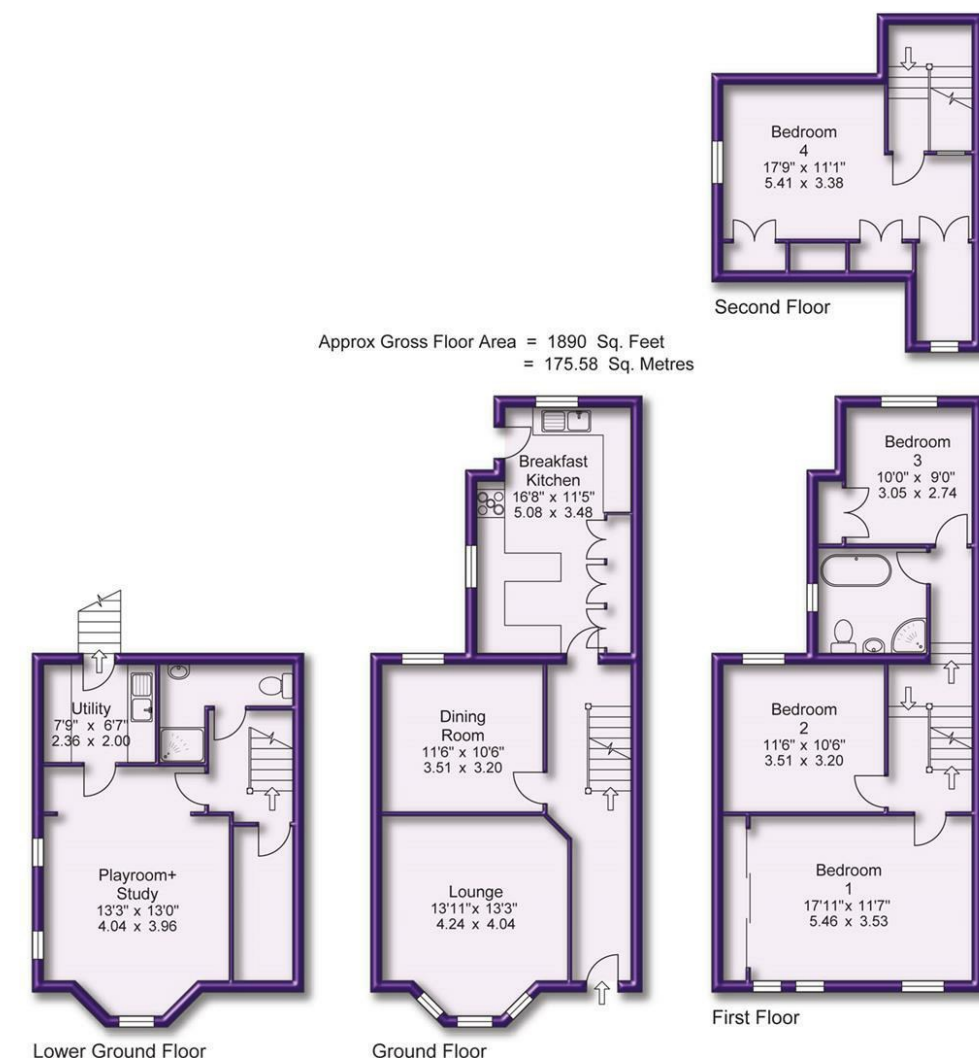 Bedroom
4
17'9" x 11'1"
5.41 x 3.38
Second Floor
Approx Gross Floor Area = 1890 Sq. Feet
= 175.58 Sq. Metres
Utility
7'9" x 6'7"
2.36 x 2.00
Playroom+
Study
13'3" x 13'0"
4.04 x 3.96
Lower Ground Floor
Breakfast
Kitchen
16'8" x 11'5"
5.08 x 3.48
Dining
Room
11'6" x 10'6"
3.51 x 3.20
Lounge
13'11"x 13'3"
4.24 x 4.04
Ground Floor
Bedroom
3
10'0" x 9'0"
3.05 x 2.74
Bedroom
2
11'6" x 10'6"
3.51 x 3.20
Bedroom
1
17'11"x 11'7"
5.46 x 3.53
First Floor